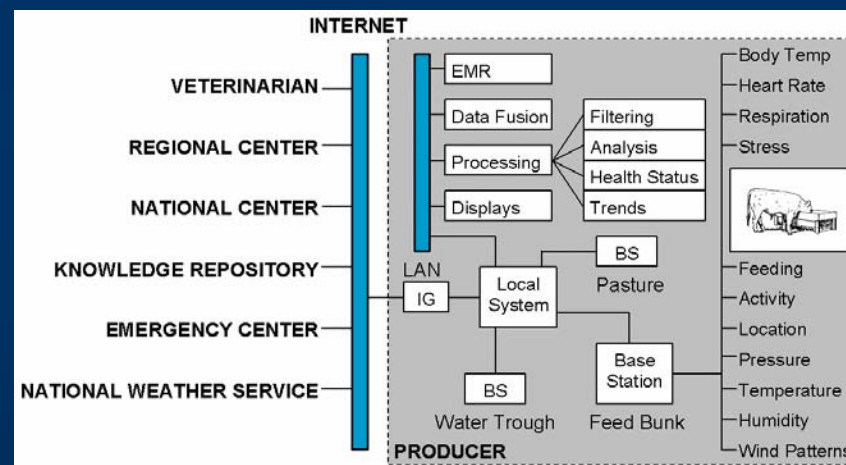 INTERNET
VETERINARIAN
REGIONAL CENTER
NATIONAL CENTER
KNOWLEDGE REPOSITORY
EMERGENCY CENTER
NATIONAL WEATHER SERVICE
EMR
Data Fusion
Processing
Displays
Filtering
Analysis
Health Status
Trends
LAN
IG
Local
System
BS
Pasture
BS
Water Trough
Base
Station
Feed Bunk
PRODUCER
Body Temp
Heart Rate
Respiration
Stress
Feeding
Activity
Location
Pressure
Temperature
Humidity
Wind Patterns